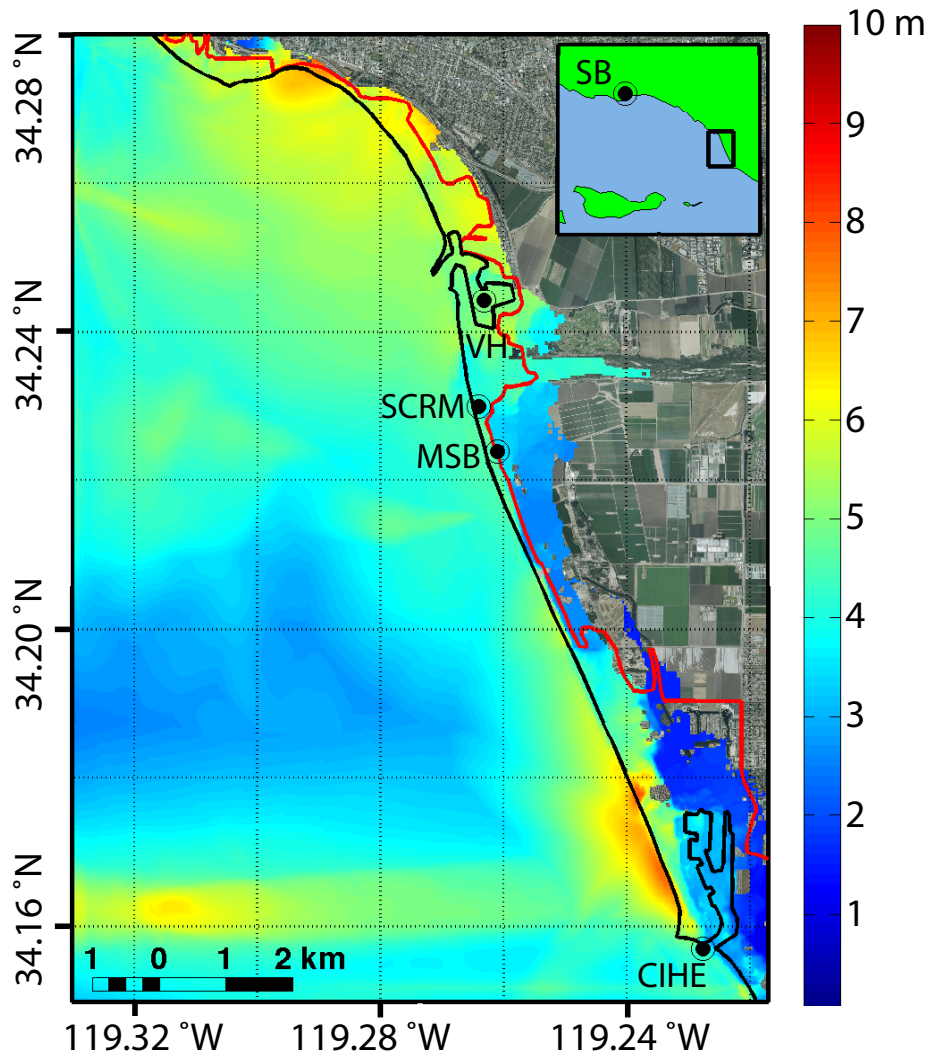 10 m
9
8
7
6
5
4
3
2
1
34.28 °N
34.24 °N
34.20 °N
34.16 °N
SB
VH
SCRM
MSB
CIHE
1 0 1 2 km
119.32 °W 119.28 °W 119.24 °W